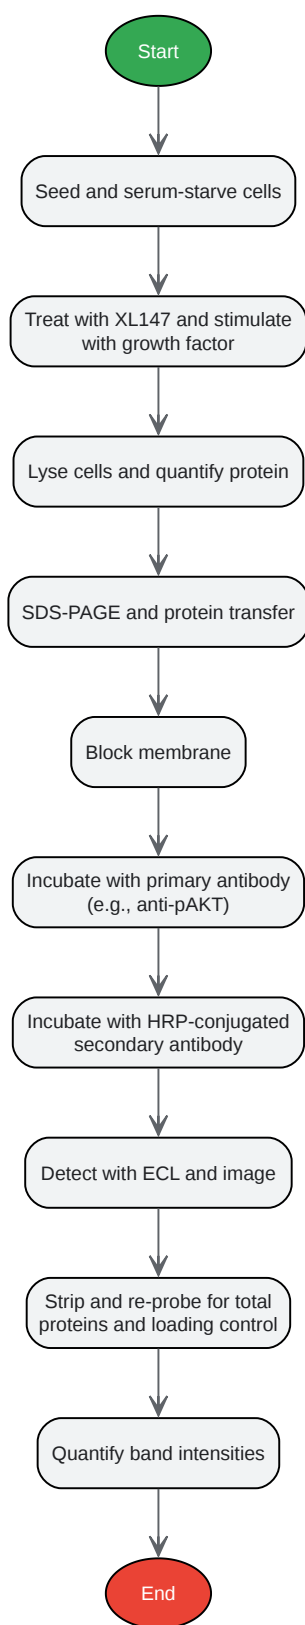 Start
Seed and serum-starve cells
Treat with XL147 and stimulate
with growth factor
Lyse cells and quantify protein
SDS-PAGE and protein transfer
Block membrane
Incubate with primary antibody
(e.g., anti-pAKT)
Incubate with HRP-conjugated
secondary antibody
Detect with ECL and image
Strip and re-probe for total
proteins and loading control
Quantify band intensities
End